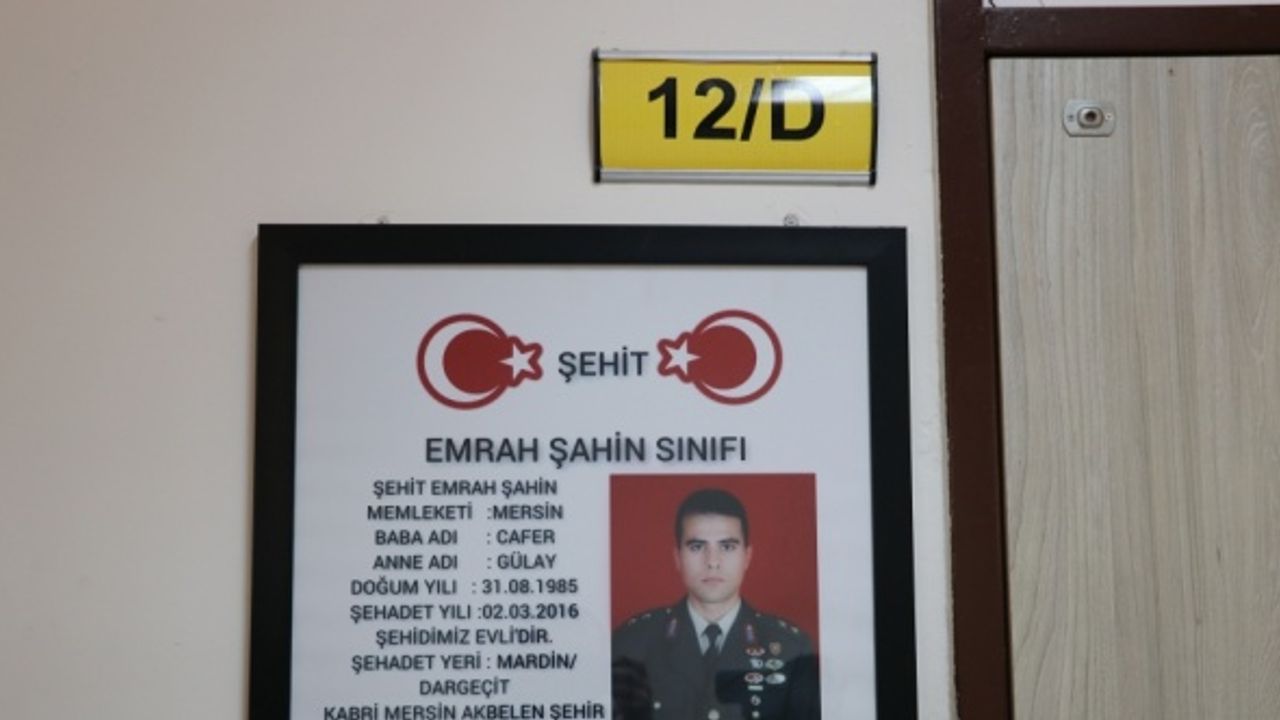 12/D
ŞEHİT
EMRAH ŞAHİN SINIFI
ŞEHİT EMRAH ŞAHİN
MEMLEKETİ :MERSİN
BABA ADI : CAFER
ANNE ADI : GÜLAY
DOĞUM YILI : 31.08.1985
ŞEHADET YILI :02.03.2016
ŞEHİDİMİZ EVLİ'DİR.
ŞEHADET YERİ : MARDİN/
DARGEÇİT
KABRİ MERSİN AKBELEN ŞEHİR